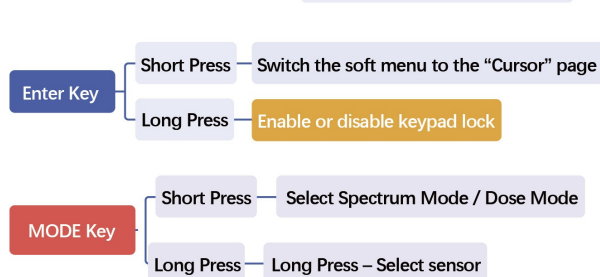 Short Press
Switch the soft menu to the “Cursor” page
Enter Key
Long Press
Enable or disable keypad lock
Short Press
Select Spectrum Mode / Dose Mode
MODE Key
Long Press
Long Press – Select sensor